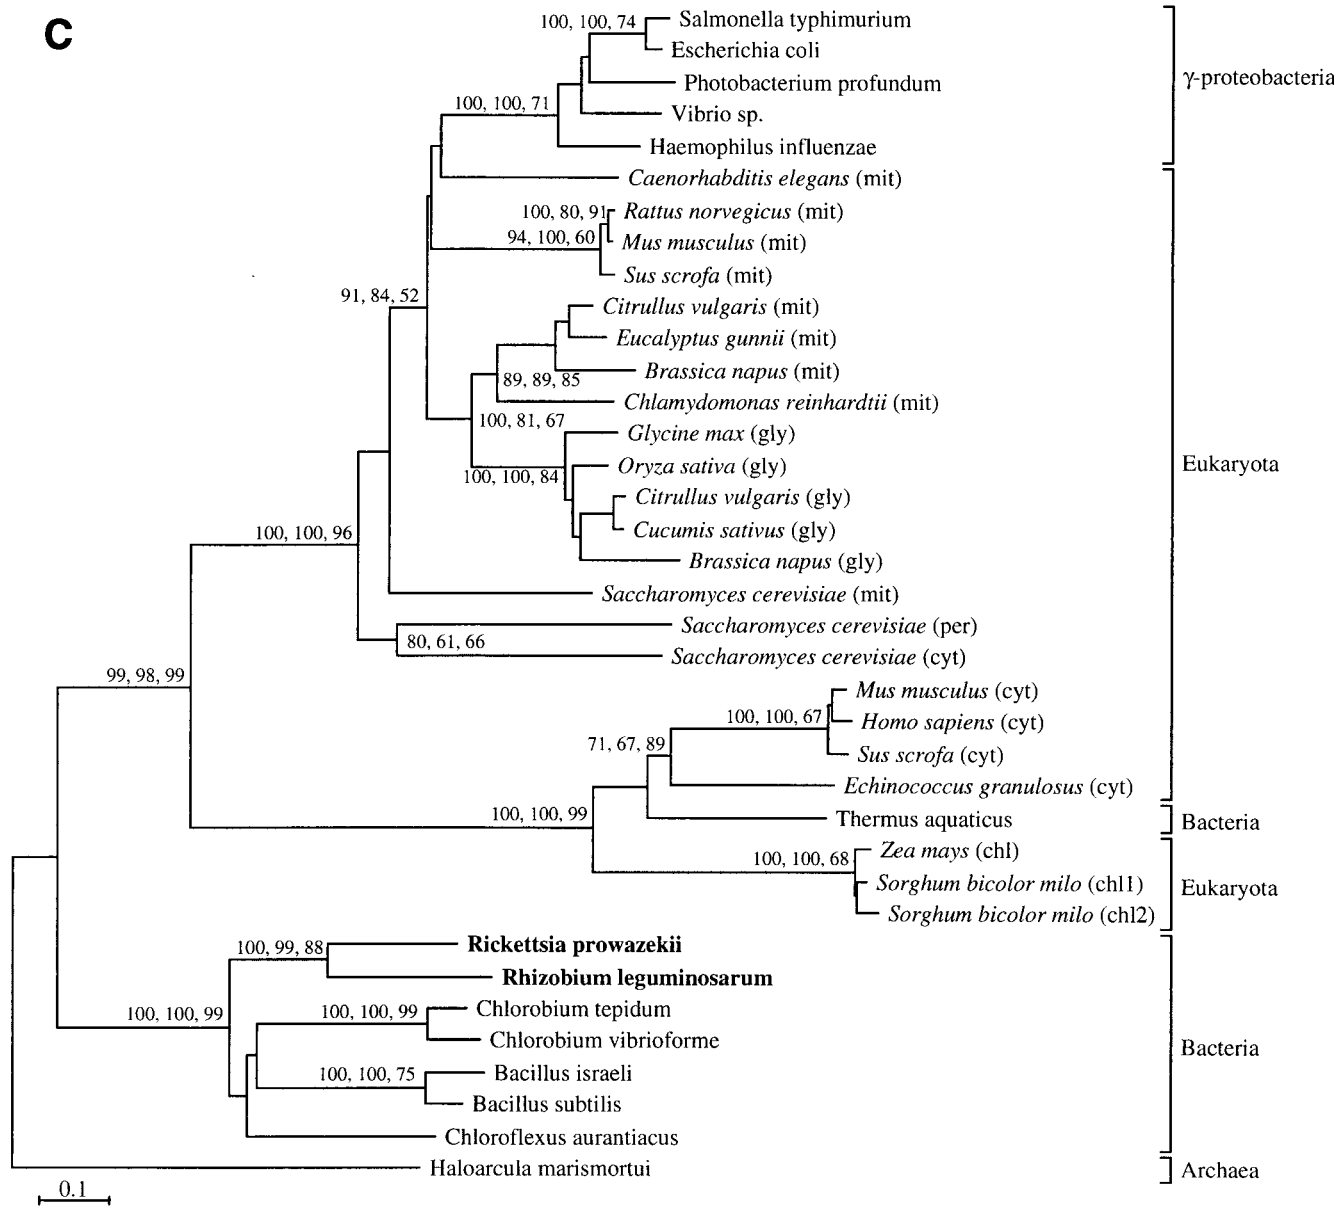 C
100, 100, 74
Salmonella typhimurium
Escherichia coli
Photobacterium profundum
γ-proteobacteria
100, 100, 71
Vibrio sp.
Haemophilus influenzae
Caenorhabditis elegans (mit)
100, 80, 91
Rattus norvegicus (mit)
94, 100, 60
Mus musculus (mit)
Sus scrofa (mit)
91, 84, 52
Citrullus vulgaris (mit)
Eucalyptus gunnii (mit)
Brassica napus (mit)
89, 89, 85
Chlamydomonas reinhardtii (mit)
100, 81, 67
Glycine max (gly)
Oryza sativa (gly)
Eukaryota
100, 100, 84
Citrullus vulgaris (gly)
Cucumis sativus (gly)
100, 100, 96
Brassica napus (gly)
Saccharomyces cerevisiae (mit)
Saccharomyces cerevisiae (per)
80, 61, 66
Saccharomyces cerevisiae (cyt)
99, 98, 99
Mus musculus (cyt)
100, 100, 67
Homo sapiens (cyt)
71, 67, 89
Sus scrofa (cyt)
Echinococcus granulosus (cyt)
100, 100, 99
Thermus aquaticus
Bacteria
Zea mays (chl)
100, 100, 68
Sorghum bicolor milo (chl1)
Eukaryota
Sorghum bicolor milo (chl2)
100, 99, 88
Rickettsia prowazekii
Rhizobium leguminosarum
100, 100, 99
100, 100, 99
Chlorobium tepidum
Chlorobium vibrioforme
Bacteria
100, 100, 75
Bacillus israeli
Bacillus subtilis
Chloroflexus aurantiacus
Haloarcula marismortui
Archaea
0.1